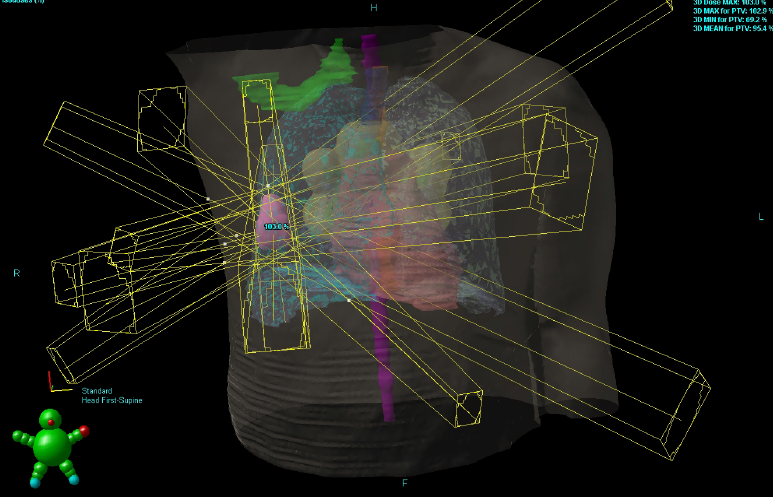 H
3D Dose MAX: 103.0 %
3D MAX for PTV: 102.9 %
3D MIN for PTV: 69.2 %
3D MEAN for PTV: 95.4 %
103.0 %
L
R
Standard
Head First-Supine
F